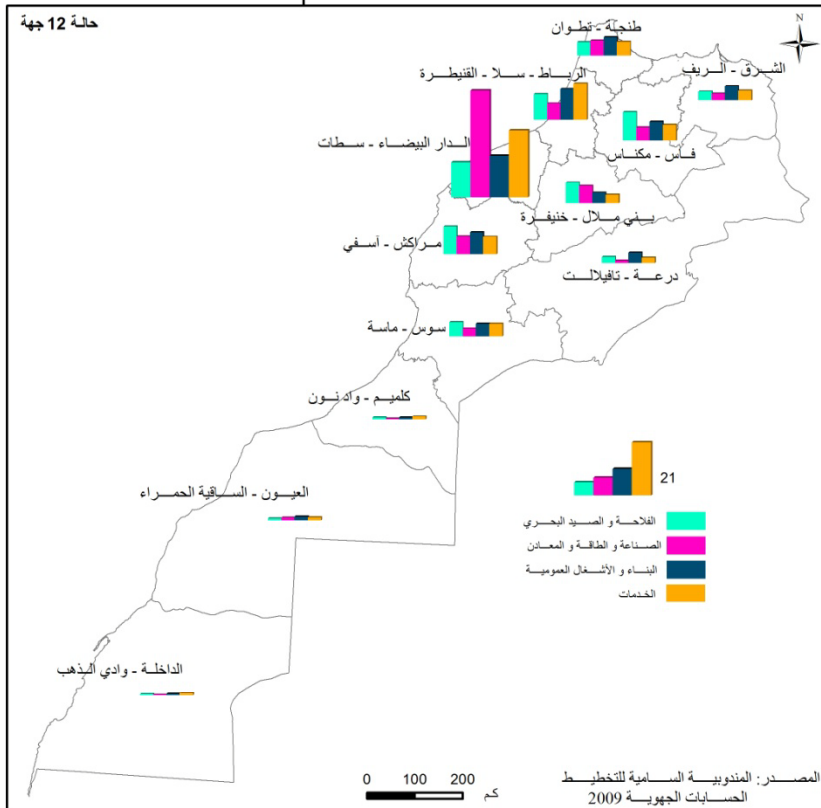 حالة 12 جهة
N
طنجة - تطوان
الشرق - الريف
الرباط - سلا - القنيطرة
الدار البيضاء - سطات
فاس - مكناس
بني ملال - خنيفرة
مراكش - آسفي
درعة - تافيلالت
سوس - ماسة
كلميم - واد نون
21
العيون - الساقية الحمراء
الفلاحة و الصيد البحري
الصناعة و الطاقة و المعادن
البناء و الأشغال العمومية
الخدمات
الداخلة - وادي الذهب
المصدر: المندوبية السامية للتخطيط
الحسابات الجهوية 2009
0 100 200 كم